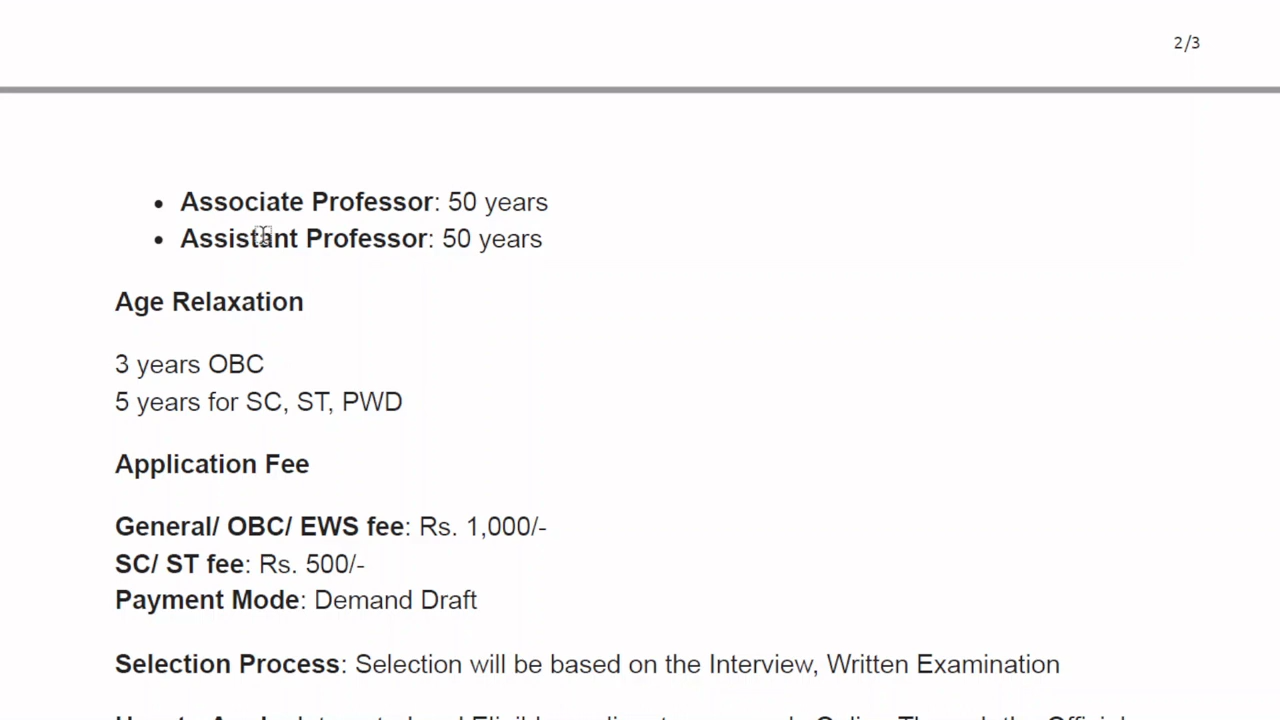 2/3
• Associate Professor: 50 years
• Assistant Professor: 50 years
Age Relaxation
3 years OBC
5 years for SC, ST, PWD
Application Fee
General/ OBC/ EWS fee: Rs. 1,000/-
SC/ ST fee: Rs. 500/-
Payment Mode: Demand Draft
Selection Process: Selection will be based on the Interview, Written Examination